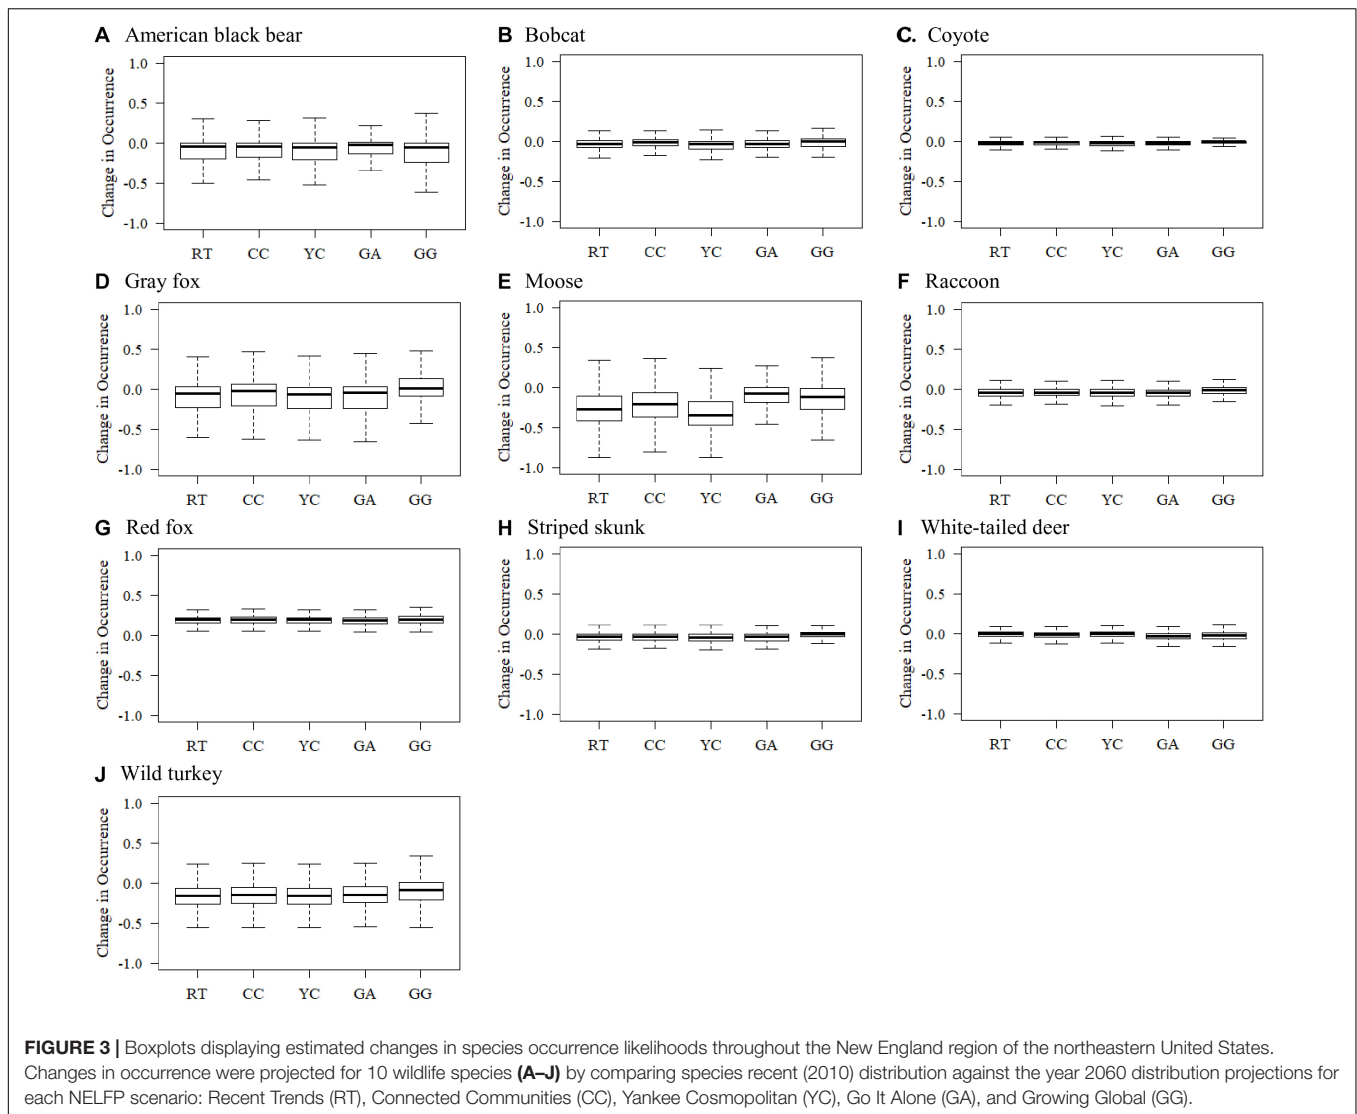 A American black bear
Change in Occurrence
1.0
0.5
0.0
-0.5
-1.0
RT CC YC GA GG
B Bobcat
Change in Occurrence
1.0
0.5
0.0
-0.5
-1.0
RT CC YC GA GG
C. Coyote
Change in Occurrence
1.0
0.5
0.0
-0.5
-1.0
RT CC YC GA GG
D Gray fox
Change in Occurrence
1.0
0.5
0.0
-0.5
-1.0
RT CC YC GA GG
E Moose
Change in Occurrence
1.0
0.5
0.0
-0.5
-1.0
RT CC YC GA GG
F Raccoon
Change in Occurrence
1.0
0.5
0.0
-0.5
-1.0
RT CC YC GA GG
G Red fox
Change in Occurrence
1.0
0.5
0.0
-0.5
-1.0
RT CC YC GA GG
H Striped skunk
Change in Occurrence
1.0
0.5
0.0
-0.5
-1.0
RT CC YC GA GG
I White-tailed deer
Change in Occurrence
1.0
0.5
0.0
-0.5
-1.0
RT CC YC GA GG
J Wild turkey
Change in Occurrence
1.0
0.5
0.0
-0.5
-1.0
RT CC YC GA GG
FIGURE 3 | Boxplots displaying estimated changes in species occurrence likelihoods throughout the New England region of the northeastern United States.
Changes in occurrence were projected for 10 wildlife species (A–J) by comparing species recent (2010) distribution against the year 2060 distribution projections for
each NELFP scenario: Recent Trends (RT), Connected Communities (CC), Yankee Cosmopolitan (YC), Go It Alone (GA), and Growing Global (GG).